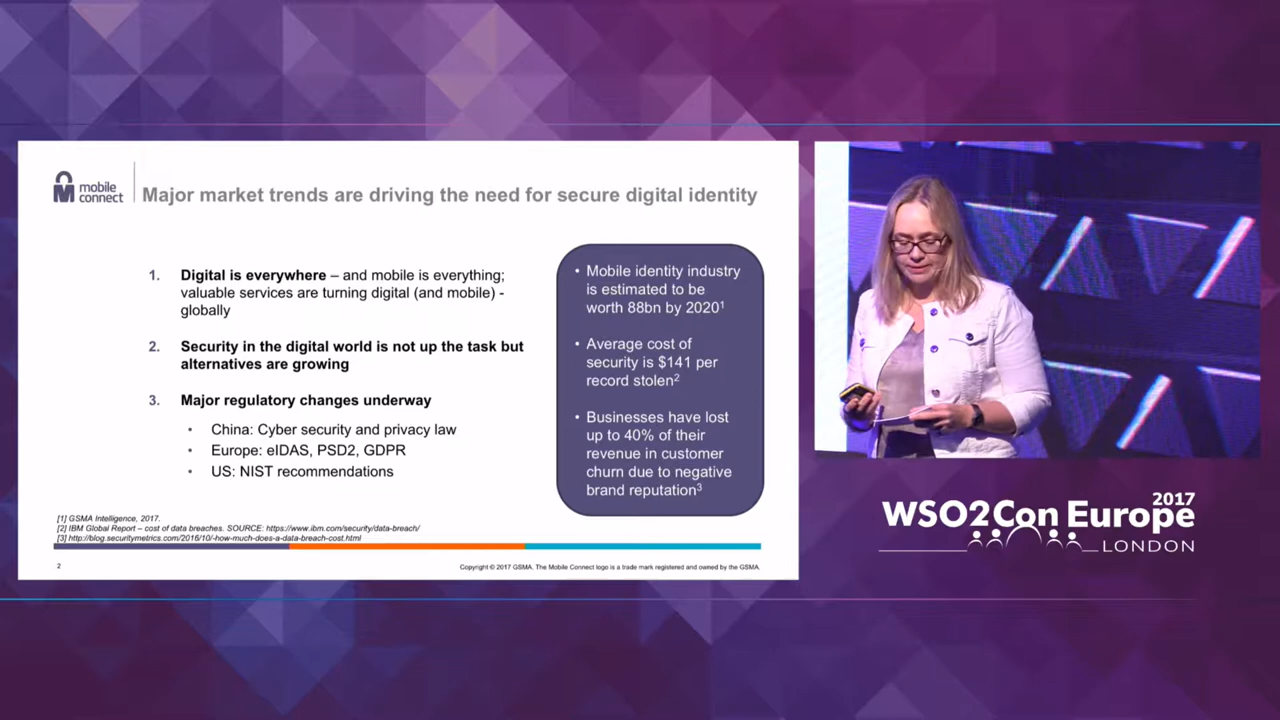 mobile
connect
Major market trends are driving the need for secure digital identity
1. Digital is everywhere – and mobile is everything;
valuable services are turning digital (and mobile) -
globally
2. Security in the digital world is not up the task but
alternatives are growing
3. Major regulatory changes underway
• China: Cyber security and privacy law
• Europe: eIDAS, PSD2, GDPR
• US: NIST recommendations
• Mobile identity industry
is estimated to be
worth 88bn by 2020¹
• Average cost of
security is $141 per
record stolen²
• Businesses have lost
up to 40% of their
revenue in customer
churn due to negative
brand reputation³
[1] GSMA Intelligence, 2017.
[2] IBM Global Report – cost of data breaches. SOURCE: https://www.ibm.com/security/data-breach/
[3] http://blog.securitymetrics.com/2016/10/-how-much-does-a-data-breach-cost.html
2
Copyright © 2017 GSMA. The Mobile Connect logo is a trade mark registered and owned by the GSMA.
2017
WSO2Con Europe
LONDON